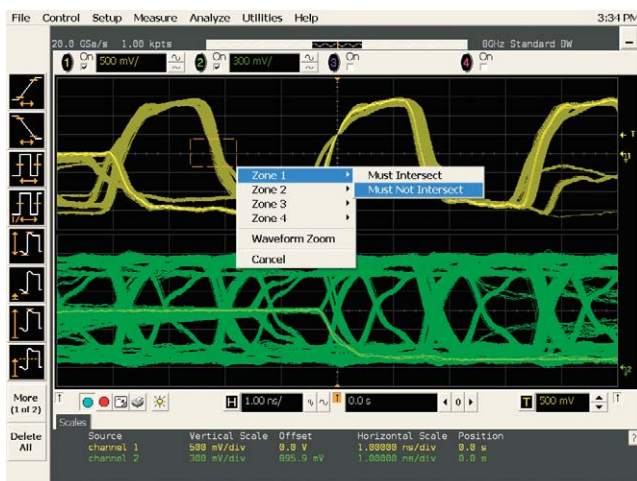 File Control Setup Measure Analyze Utilities Help 3:34 PM
20.0 GSa/s 1.00 kpts 8GHz Standard BW
1 On 500 mV/ 2 On 300 mV/ 3 On 4 On
T
1
Zone 1 Must Intersect
Zone 2 Must Not Intersect
Zone 3
Zone 4
Waveform Zoom
Cancel
2
More
(1 of 2)
Delete
All
T H 1.00 ns/ T 0.0 s 0 T 500 mV T
Scales
Source Vertical Scale Offset Horizontal Scale Position
channel 1 500 mV/div 0.0 V 1.00000 ns/div 0.0 s
channel 2 300 mV/div 895.9 mV 1.00000 ns/div 0.0 s
?